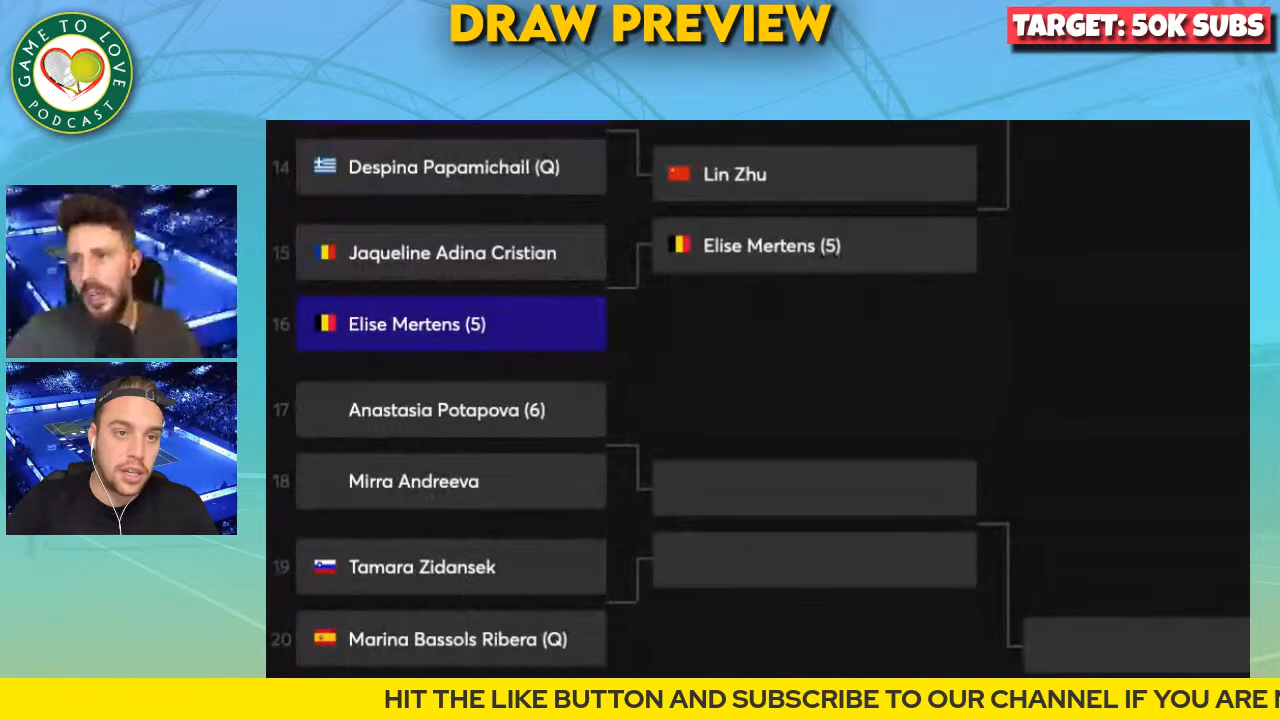 GAME TO LOVE
PODCAST
DRAW PREVIEW
TARGET: 50K SUBS
14 Despina Papamichail (Q)
Lin Zhu
15 Jaqueline Adina Cristian
Elise Mertens (5)
16 Elise Mertens (5)
17 Anastasia Potapova (6)
18 Mirra Andreeva
19 Tamara Zidansek
20 Marina Bassols Ribera (Q)
HIT THE LIKE BUTTON AND SUBSCRIBE TO OUR CHANNEL IF YOU ARE